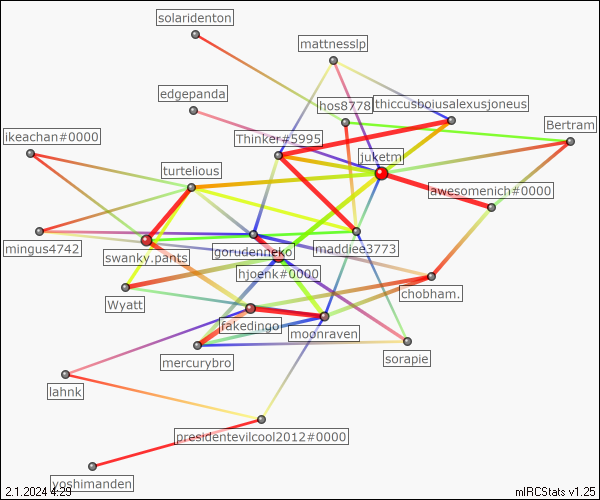 solaridenton
mattnesslp
edgepanda
hos8778
thiccusboiusalexusjoneus
Bertram
ikeachan#0000
Thinker#5995
juketm
turtelious
awesomenich#0000
mingus4742
swanky.pants
gorudeneko
maddiee3773
hjoenk#0000
Wyatt
chobham.
fakedingo
moonraven
mercurybro
sorapie
lahnk
presidentevilcool2012#0000
yoshimanden
2.1.2024 4:29
mIRCStats v1.25